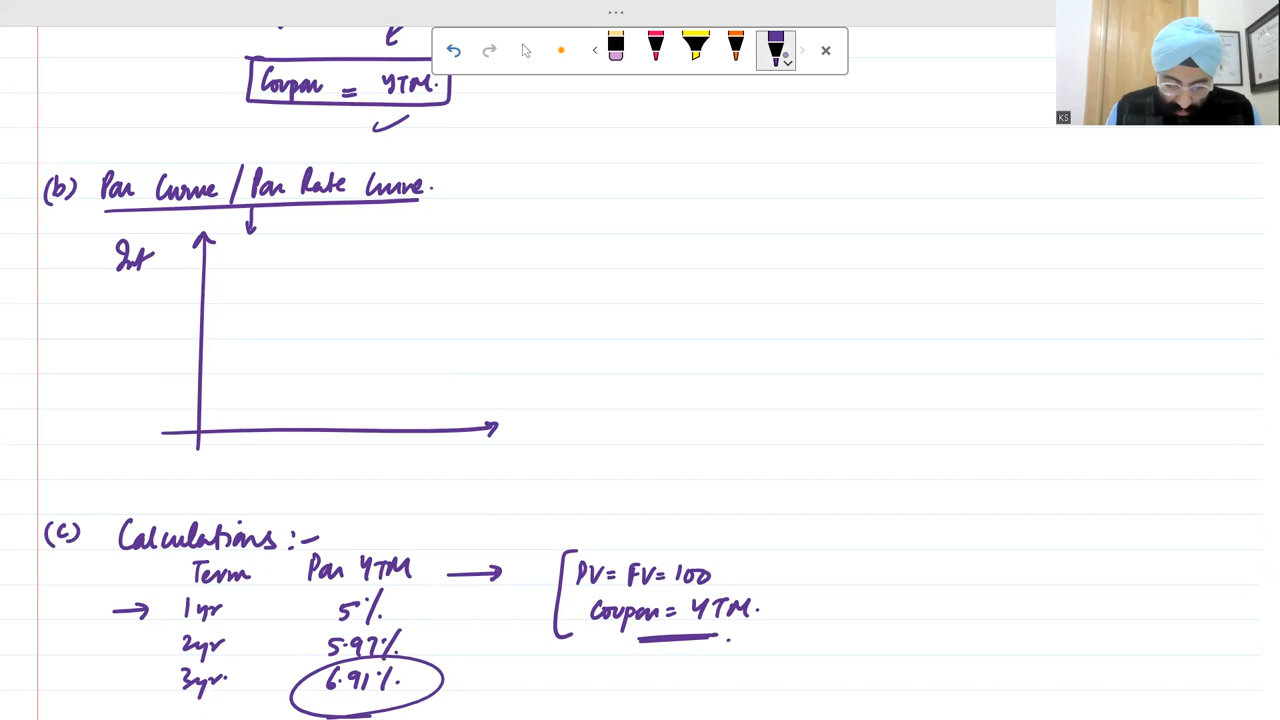 Coupon = YTM.
KS
(b) Par Curve / Par Rate Curve.
Int
(c) Calculations :-
Term Par YTM → PV = FV = 100
→ 1yr 5% Coupon = YTM.
2yr 5.97%
3yr. 6.91%